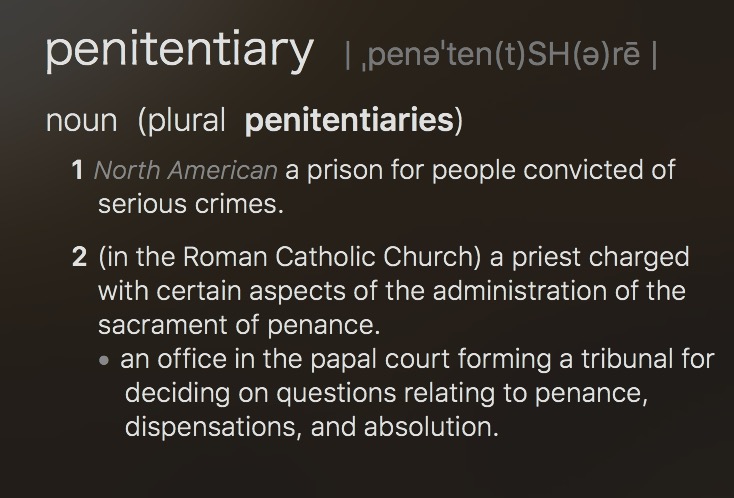 penitentiary | ˌpenəˈten(t)SH(ə)rē |
noun (plural penitentiaries)
1 North American a prison for people convicted of
serious crimes.
2 (in the Roman Catholic Church) a priest charged
with certain aspects of the administration of the
sacrament of penance.
• an office in the papal court forming a tribunal for
deciding on questions relating to penance,
dispensations, and absolution.